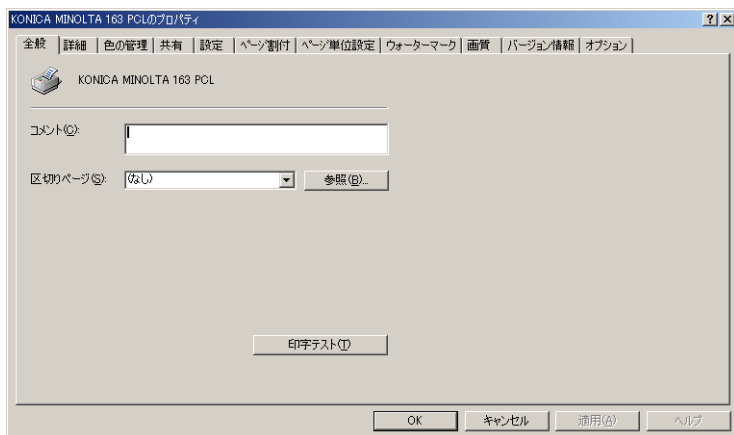 KONICA MINOLTA 163 PCLのプロパティ ? ×
全般 詳細 色の管理 共有 設定 ページ割付 ページ単位設定 ウォーターマーク 画質 バージョン情報 オプション
KONICA MINOLTA 163 PCL
コメント(C):
区切りページ(S): (なし) 参照(B)...
印字テスト(T)
OK キャンセル 適用(A) ヘルプ